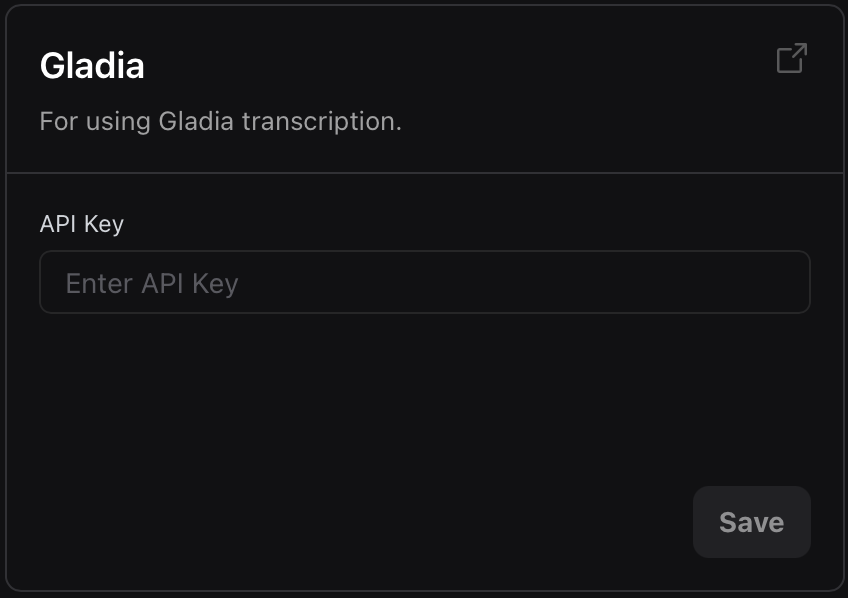 Gladia
For using Gladia transcription.
API Key
Enter API Key
Save